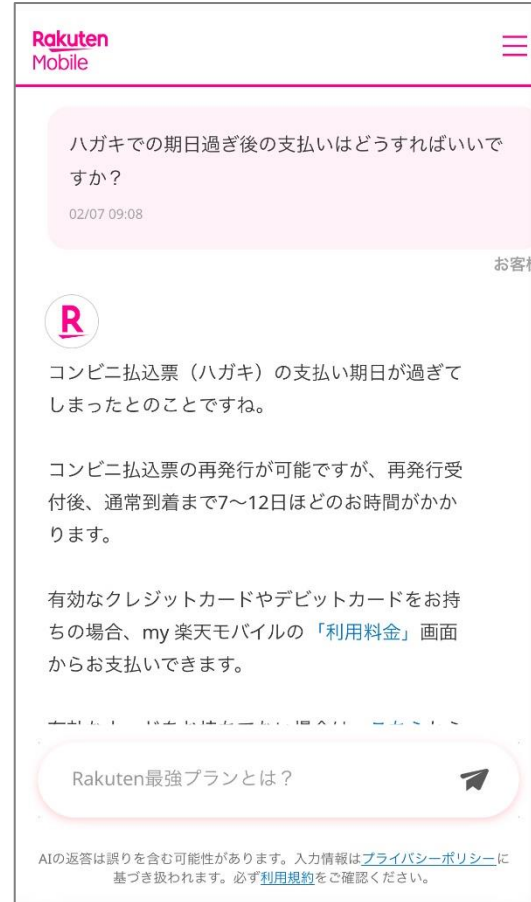 Rakuten
Mobile
ハガキでの期日過ぎ後の支払いはどうすればいいで
すか？
02/07 09:08
お客様
R
コンビニ払込票（ハガキ）の支払い期日が過ぎて
しまったとのことですね。
コンビニ払込票の再発行が可能ですが、再発行受
付後、通常到着まで7〜12日ほどのお時間がかか
ります。
有効なクレジットカードやデビットカードをお持
ちの場合、my 楽天モバイルの「利用料金」画面
からお支払いできます。
Rakuten最強プランとは？
AIの返答は誤りを含む可能性があります。入力情報はプライバシーポリシーに
基づき扱われます。必ず利用規約をご確認ください。